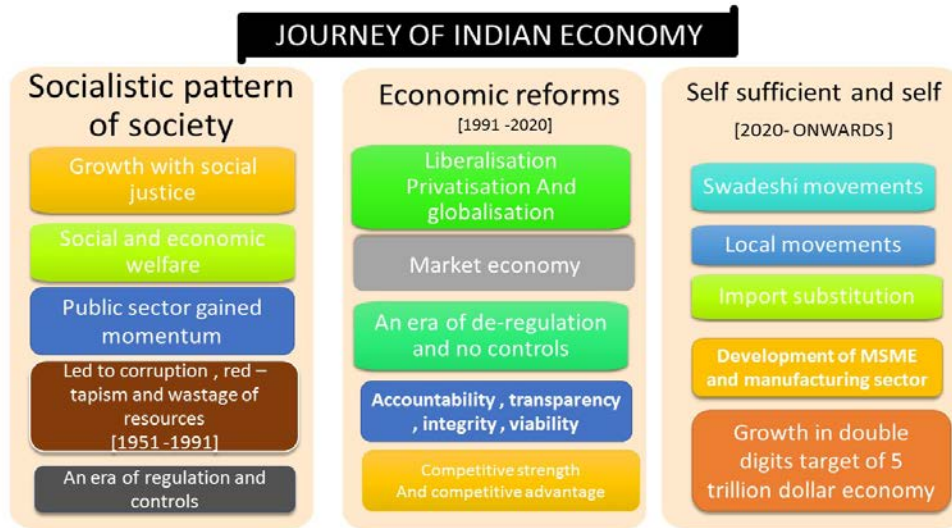 JOURNEY OF INDIAN ECONOMY
Socialistic pattern
of society
Growth with social
justice
Social and economic
welfare
Public sector gained
momentum
Led to corruption , red –
tapism and wastage of
resources
[1951 -1991]
An era of regulation and
controls
Economic reforms
[1991 -2020]
Liberalisation
Privatisation And
globalisation
Market economy
An era of de-regulation
and no controls
Accountability , transparency
, integrity , viability
Competitive strength
And competitive advantage
Self sufficient and self
[2020- ONWARDS ]
Swadeshi movements
Local movements
Import substitution
Development of MSME
and manufacturing sector
Growth in double
digits target of 5
trillion dollar economy